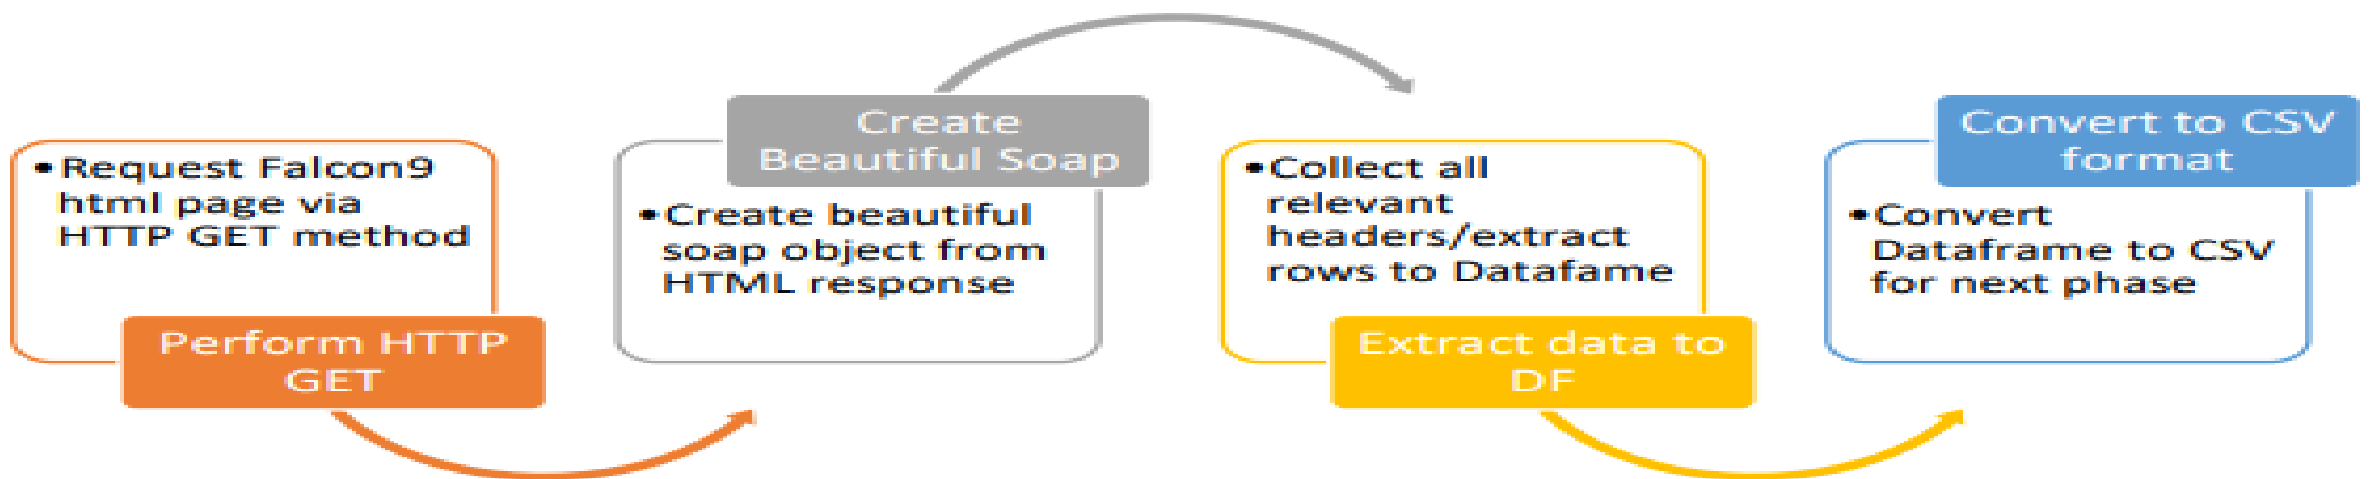 •Request Falcon9
html page via
HTTP GET method
Perform HTTP
GET
Create
Beautiful Soap
•Create beautiful
soap object from
HTML response
•Collect all
relevant
headers/extract
rows to Datafame
Extract data to
DF
Convert to CSV
format
•Convert
Dataframe to CSV
for next phase